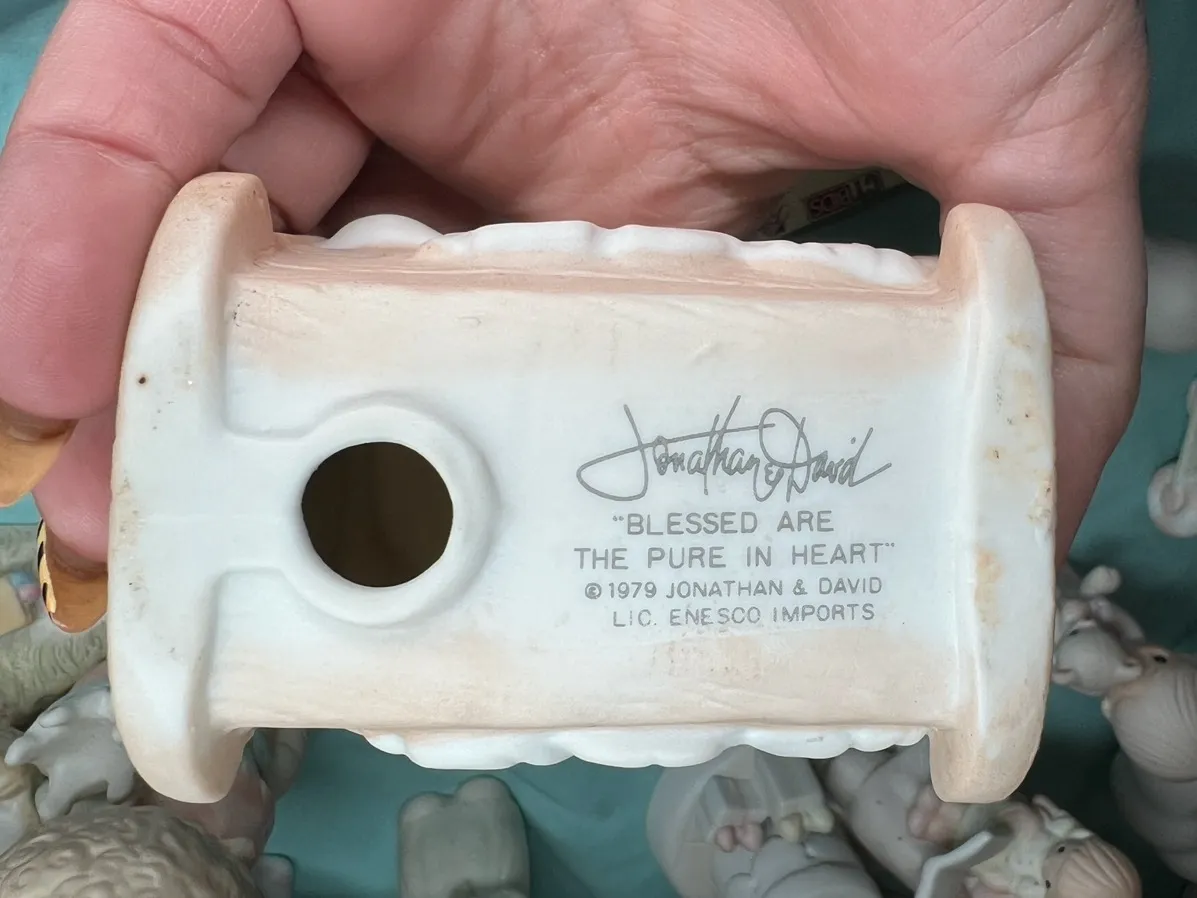 Jonathan & David
"BLESSED ARE
THE PURE IN HEART"
© 1979 JONATHAN & DAVID
LIC. ENESCO IMPORTS